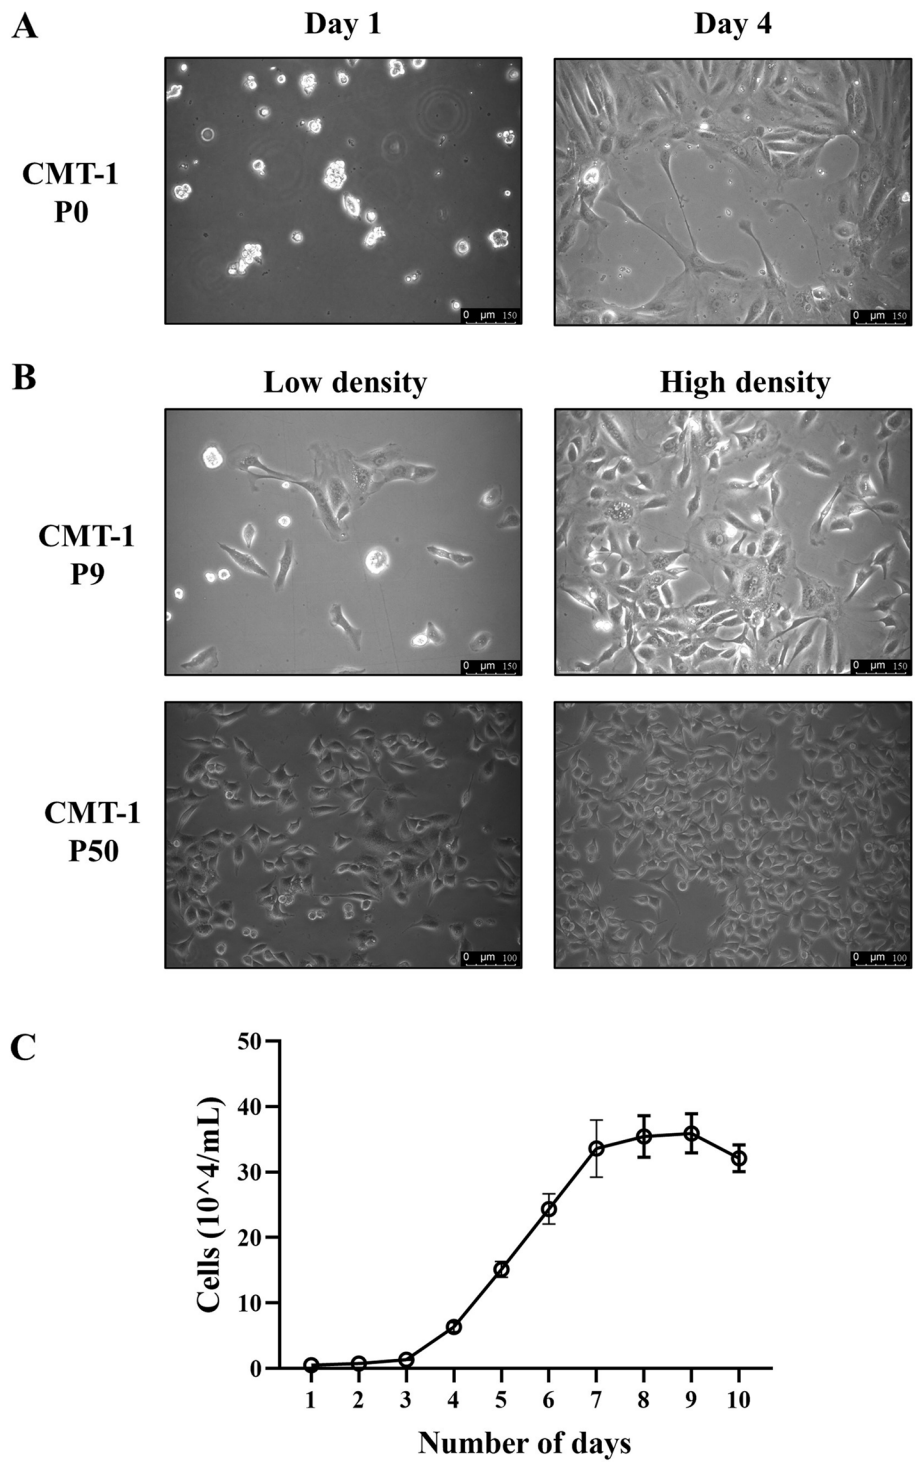 A
Day 1
Day 4
CMT-1
P0
0 µm 150
0 µm 150
B
Low density
High density
CMT-1
P9
0 µm 150
0 µm 150
CMT-1
P50
0 µm 100
0 µm 100
C
Cells (10^4/mL)
50
40
30
20
10
0
1 2 3 4 5 6 7 8 9 10
Number of days